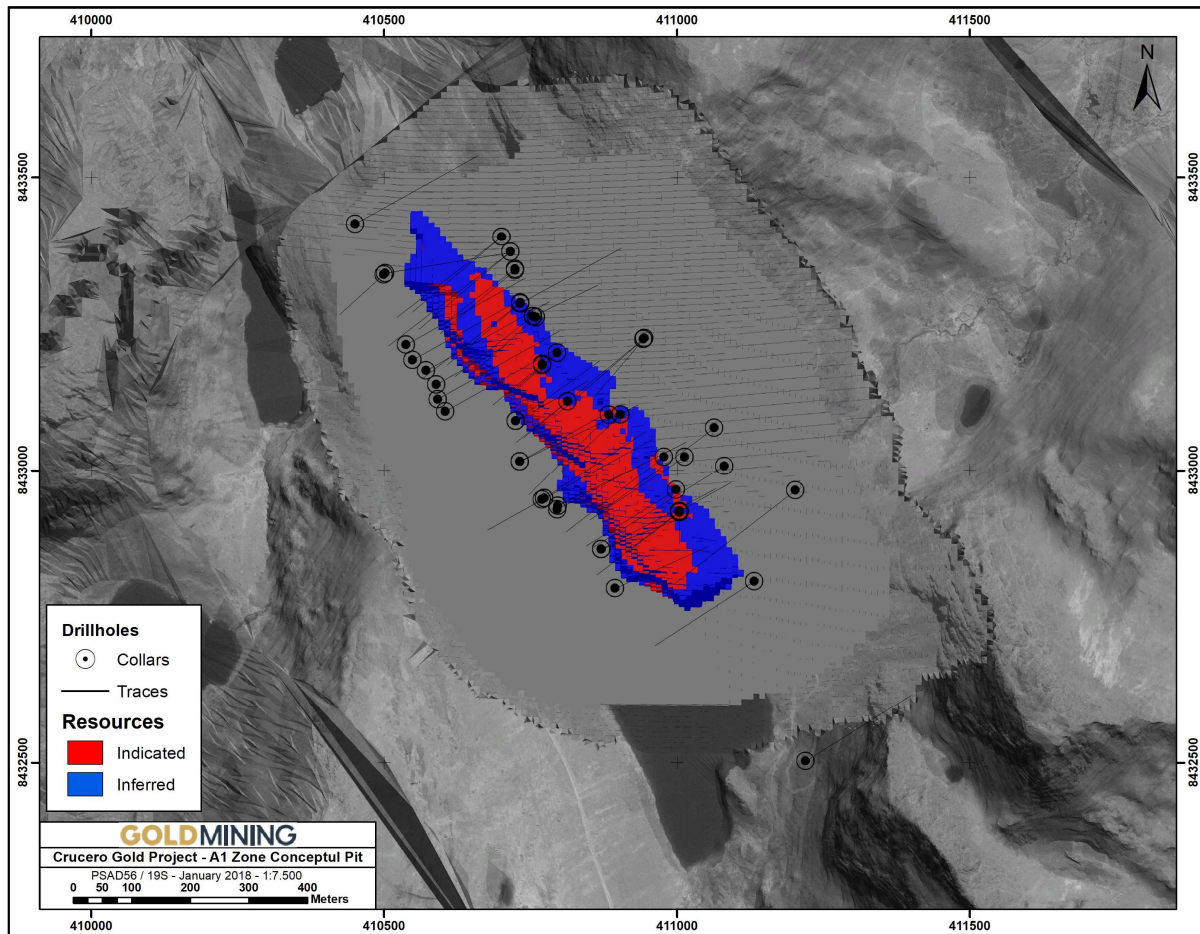 410000 410500 411000 411500
N
8433500 8433500
8433000 8433000
8432500 8432500
Drillholes
Collars
Traces
Resources
Indicated
Inferred
GOLDMINING
Crucero Gold Project - A1 Zone Conceptul Pit
PSAD56 / 19S - January 2018 - 1:7.500
0 50 100 200 300 400
Meters
410000 410500 411000 411500